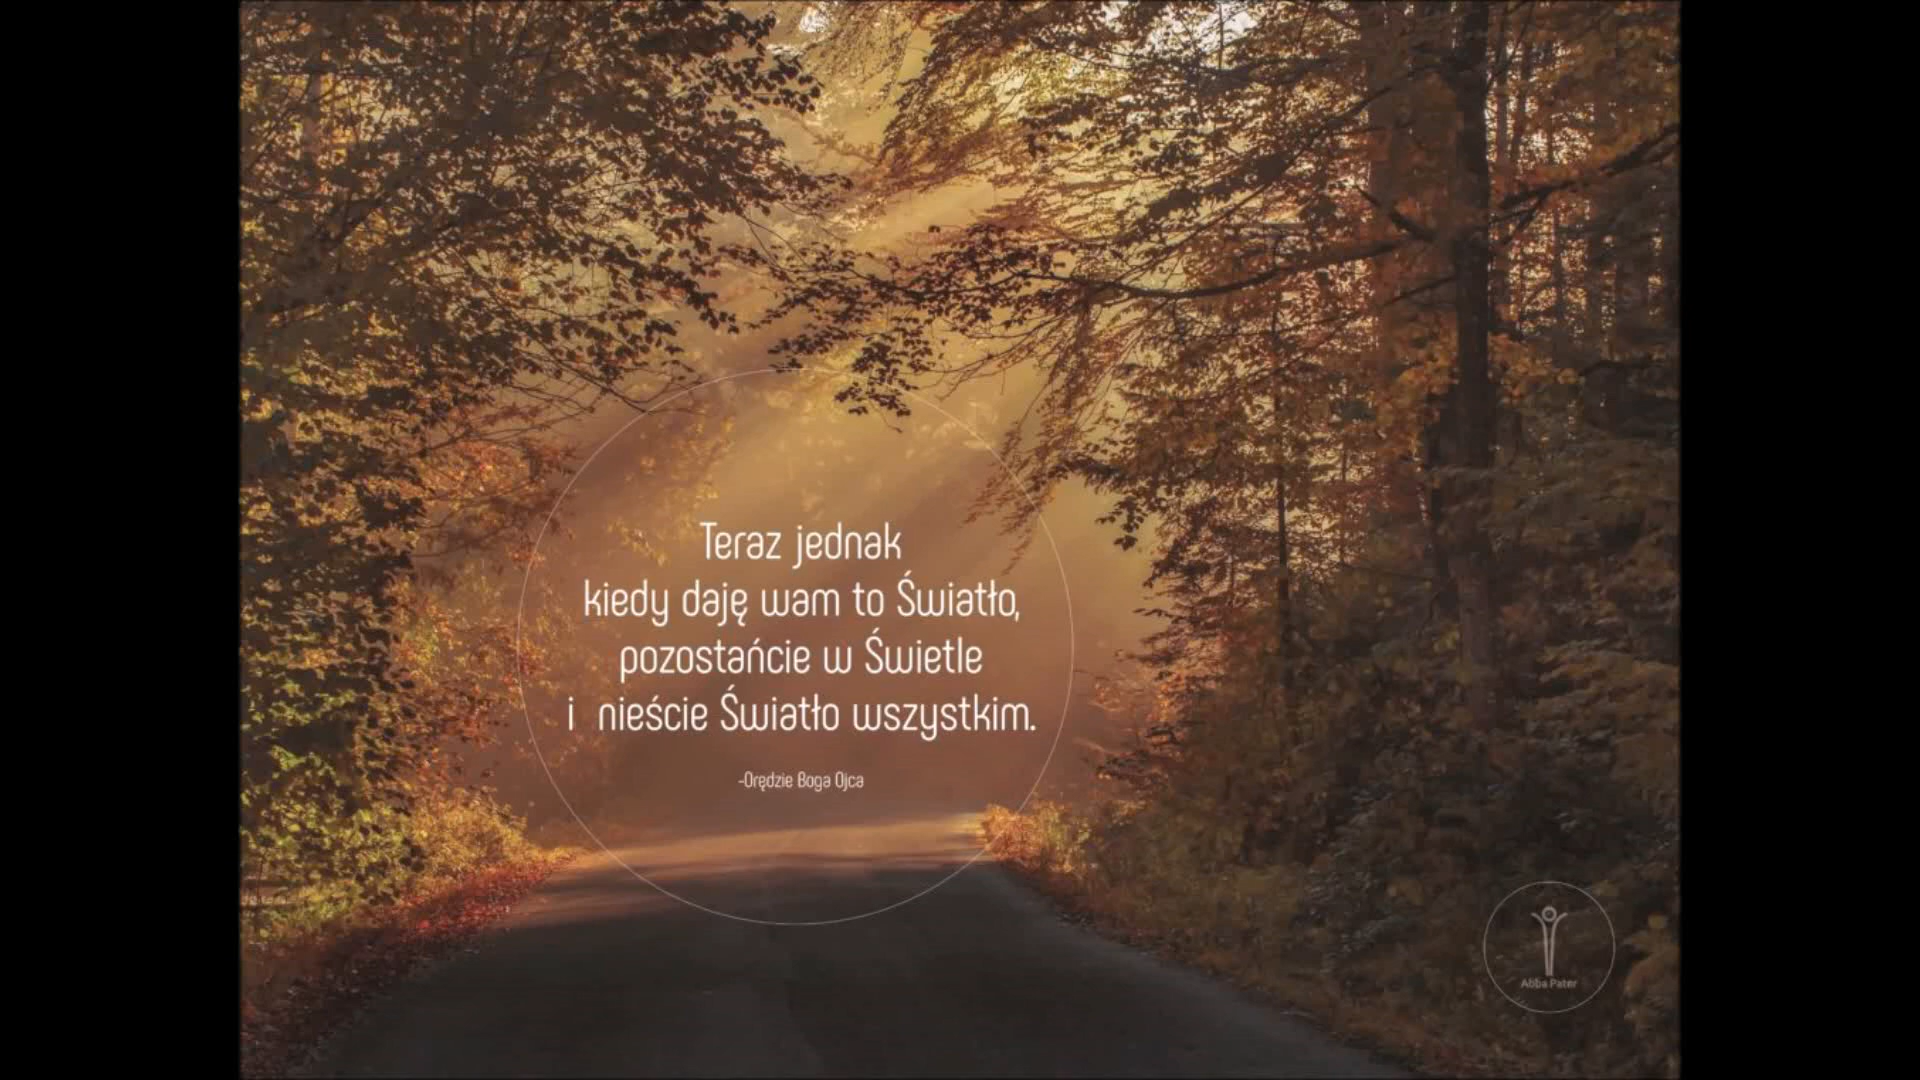 Teraz jednak
kiedy daję wam to Światło,
pozostańcie w Świetle
i nieście Światło wszystkim.
-Orędzie Boga Ojca
Abba Pater